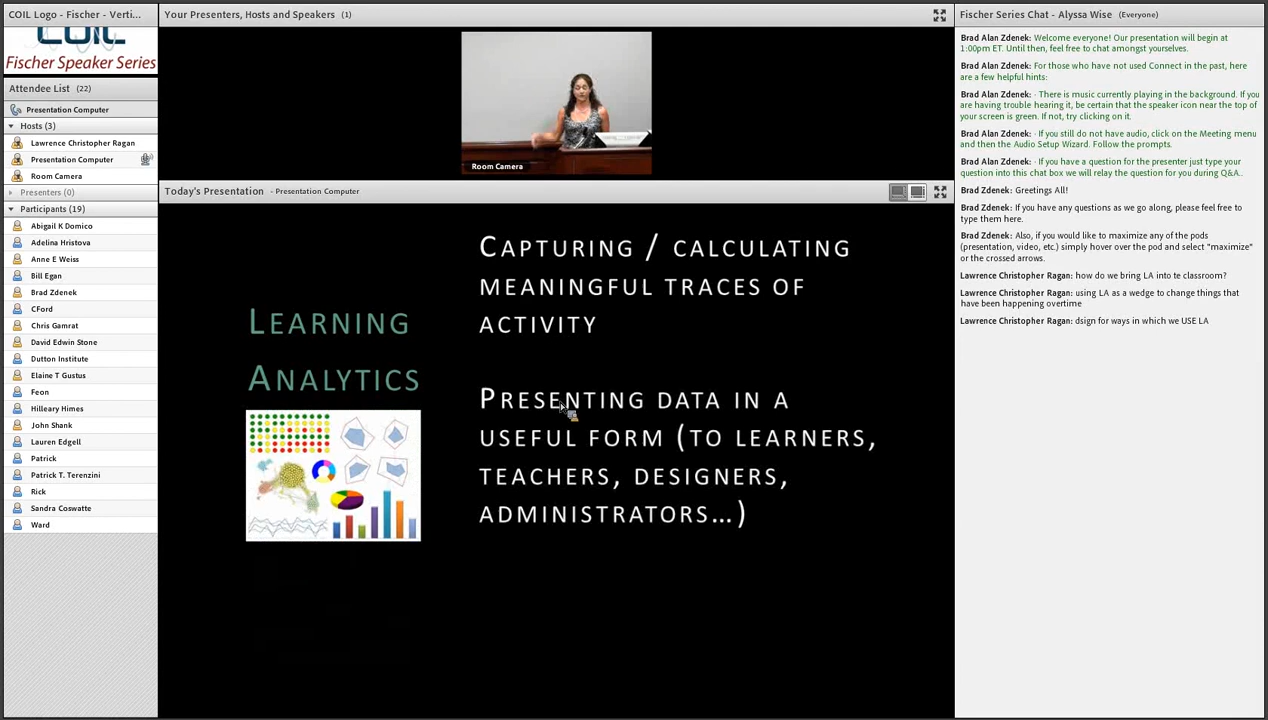 COIL Logo - Fischer - Verti...
COIL
Fischer Speaker Series
Attendee List (22)
Presentation Computer
Hosts (3)
Lawrence Christopher Ragan
Presentation Computer
Room Camera
Presenters (0)
Participants (19)
Abigail K Domico
Adelina Hristova
Anne E Weiss
Bill Egan
Brad Zdenek
CFord
Chris Gamrat
David Edwin Stone
Dutton Institute
Elaine T Gustus
Feon
Hilleary Himes
John Shank
Lauren Edgell
Patrick
Patrick T. Terenzini
Rick
Sandra Coswatte
Ward
Your Presenters, Hosts and Speakers (1)
Room Camera
Today's Presentation - Presentation Computer
LEARNING
ANALYTICS
CAPTURING / CALCULATING
MEANINGFUL TRACES OF
ACTIVITY
PRESENTING DATA IN A
USEFUL FORM (TO LEARNERS,
TEACHERS, DESIGNERS,
ADMINISTRATORS...)
Fischer Series Chat - Alyssa Wise (Everyone)
Brad Alan Zdenek: Welcome everyone! Our presentation will begin at
1:00pm ET. Until then, feel free to chat amongst yourselves.
Brad Alan Zdenek: For those who have not used Connect in the past, here
are a few helpful hints:
Brad Alan Zdenek: - There is music currently playing in the background. If you
are having trouble hearing it, be certain that the speaker icon near the top of
your screen is green. If not, try clicking on it.
Brad Alan Zdenek: - If you still do not have audio, click on the Meeting menu
and then the Audio Setup Wizard. Follow the prompts.
Brad Alan Zdenek: - If you have a question for the presenter just type your
question into this chat box we will relay the question for you during Q&A..
Brad Zdenek: Greetings All!
Brad Zdenek: If you have any questions as we go along, please feel free to
type them here.
Brad Zdenek: Also, if you would like to maximize any of the pods
(presentation, video, etc.) simply hover over the pod and select "maximize"
or the crossed arrows.
Lawrence Christopher Ragan: how do we bring LA into te classroom?
Lawrence Christopher Ragan: using LA as a wedge to change things that
have been happening overtime
Lawrence Christopher Ragan: dsign for ways in which we USE LA